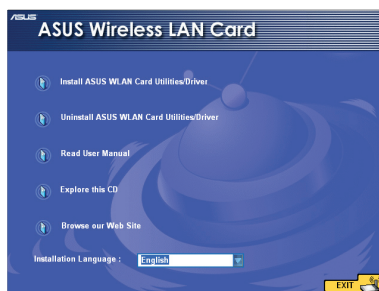 ASUS
ASUS Wireless LAN Card
Install ASUS WLAN Card Utilities/Driver
Uninstall ASUS WLAN Card Utilities/Driver
Read User Manual
Explore this CD
Browse our Web Site
Installation Language :
English
EXIT